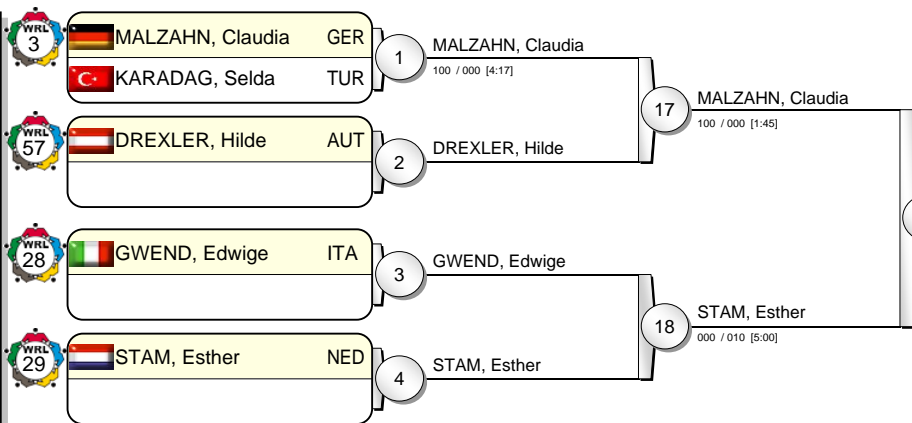 WRL
3
MALZAHN, Claudia GER
KARADAG, Selda TUR
1
MALZAHN, Claudia
100 / 000 [4:17]
17
MALZAHN, Claudia
100 / 000 [1:45]
WRL
57
DREXLER, Hilde AUT
2
DREXLER, Hilde
WRL
28
GWEND, Edwige ITA
3
GWEND, Edwige
18
STAM, Esther
000 / 010 [5:00]
WRL
29
STAM, Esther NED
4
STAM, Esther